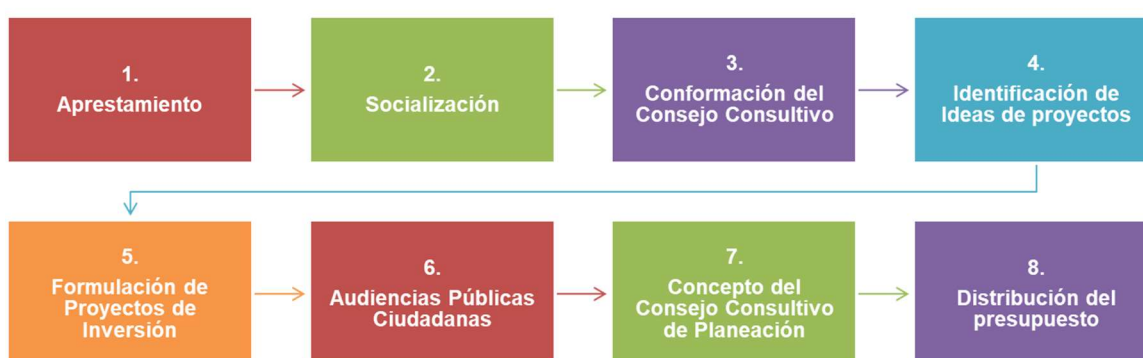 1.
Aprestamiento
2.
Socialización
3.
Conformación del
Consejo Consultivo
4.
Identificación de
Ideas de proyectos
5.
Formulación de
Proyectos de
Inversión
6.
Audiencias Públicas
Ciudadanas
7.
Concepto del
Consejo Consultivo
de Planeación
8.
Distribución del
presupuesto